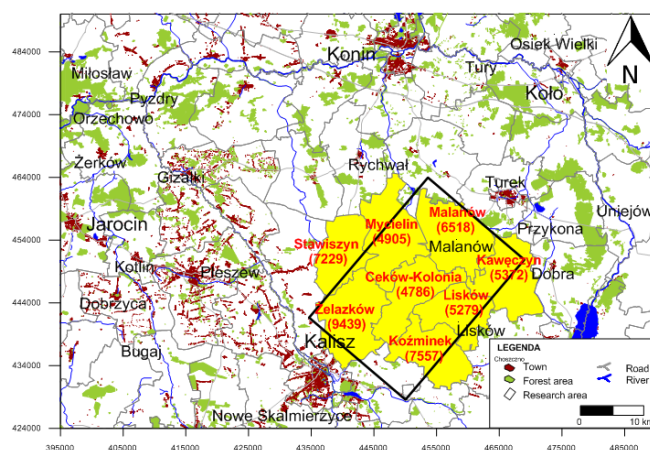 484000
474000
464000
454000
444000
434000
424000
395000
405000
415000
425000
435000
445000
455000
465000
475000
485000
Konin
Osiek Wielki
Miłosław
Tury
Koło
Pyzdry
Orzechowo
Żerków
Rychwał
Gizałki
Turek
Uniejów
Malanów
(6518)
Jarocin
Mycielin
(4905)
Przykona
Stawiszyn
(7229)
Malanów
Kawęczyn
(5372)
Kotlin
Pleszew
Ceków-Kolonia
(4786)
Dobra
Dobrzyca
Lisków
(5279)
Żelazków
(9439)
Lisków
Bugaj
Kalisz
Koźminek
(7557)
Nowe Skalmierzyce
N
LEGENDA
Choszczno
Town
Forest area
Research area
Road
River
0 10 km